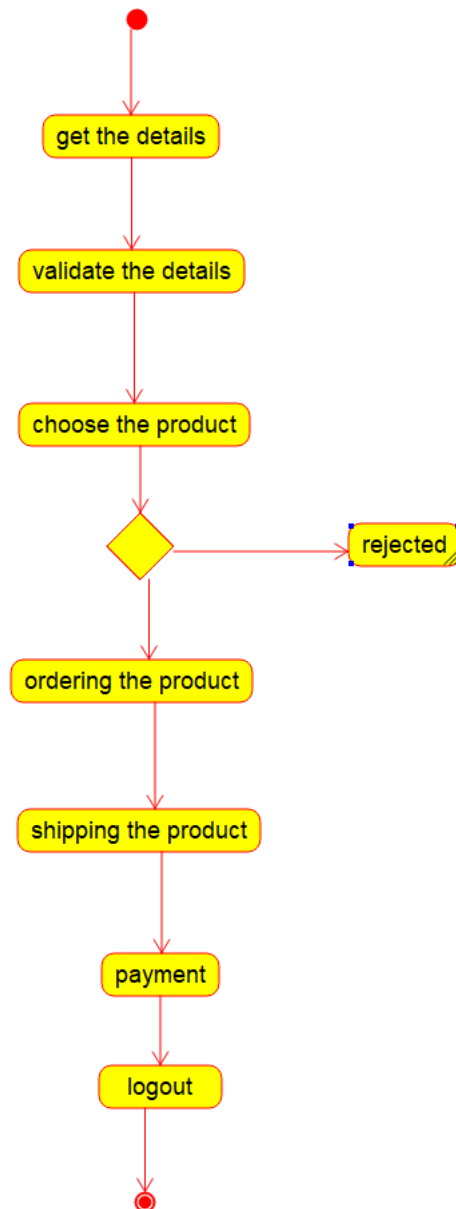 get the details
validate the details
choose the product
rejected
ordering the product
shipping the product
payment
logout